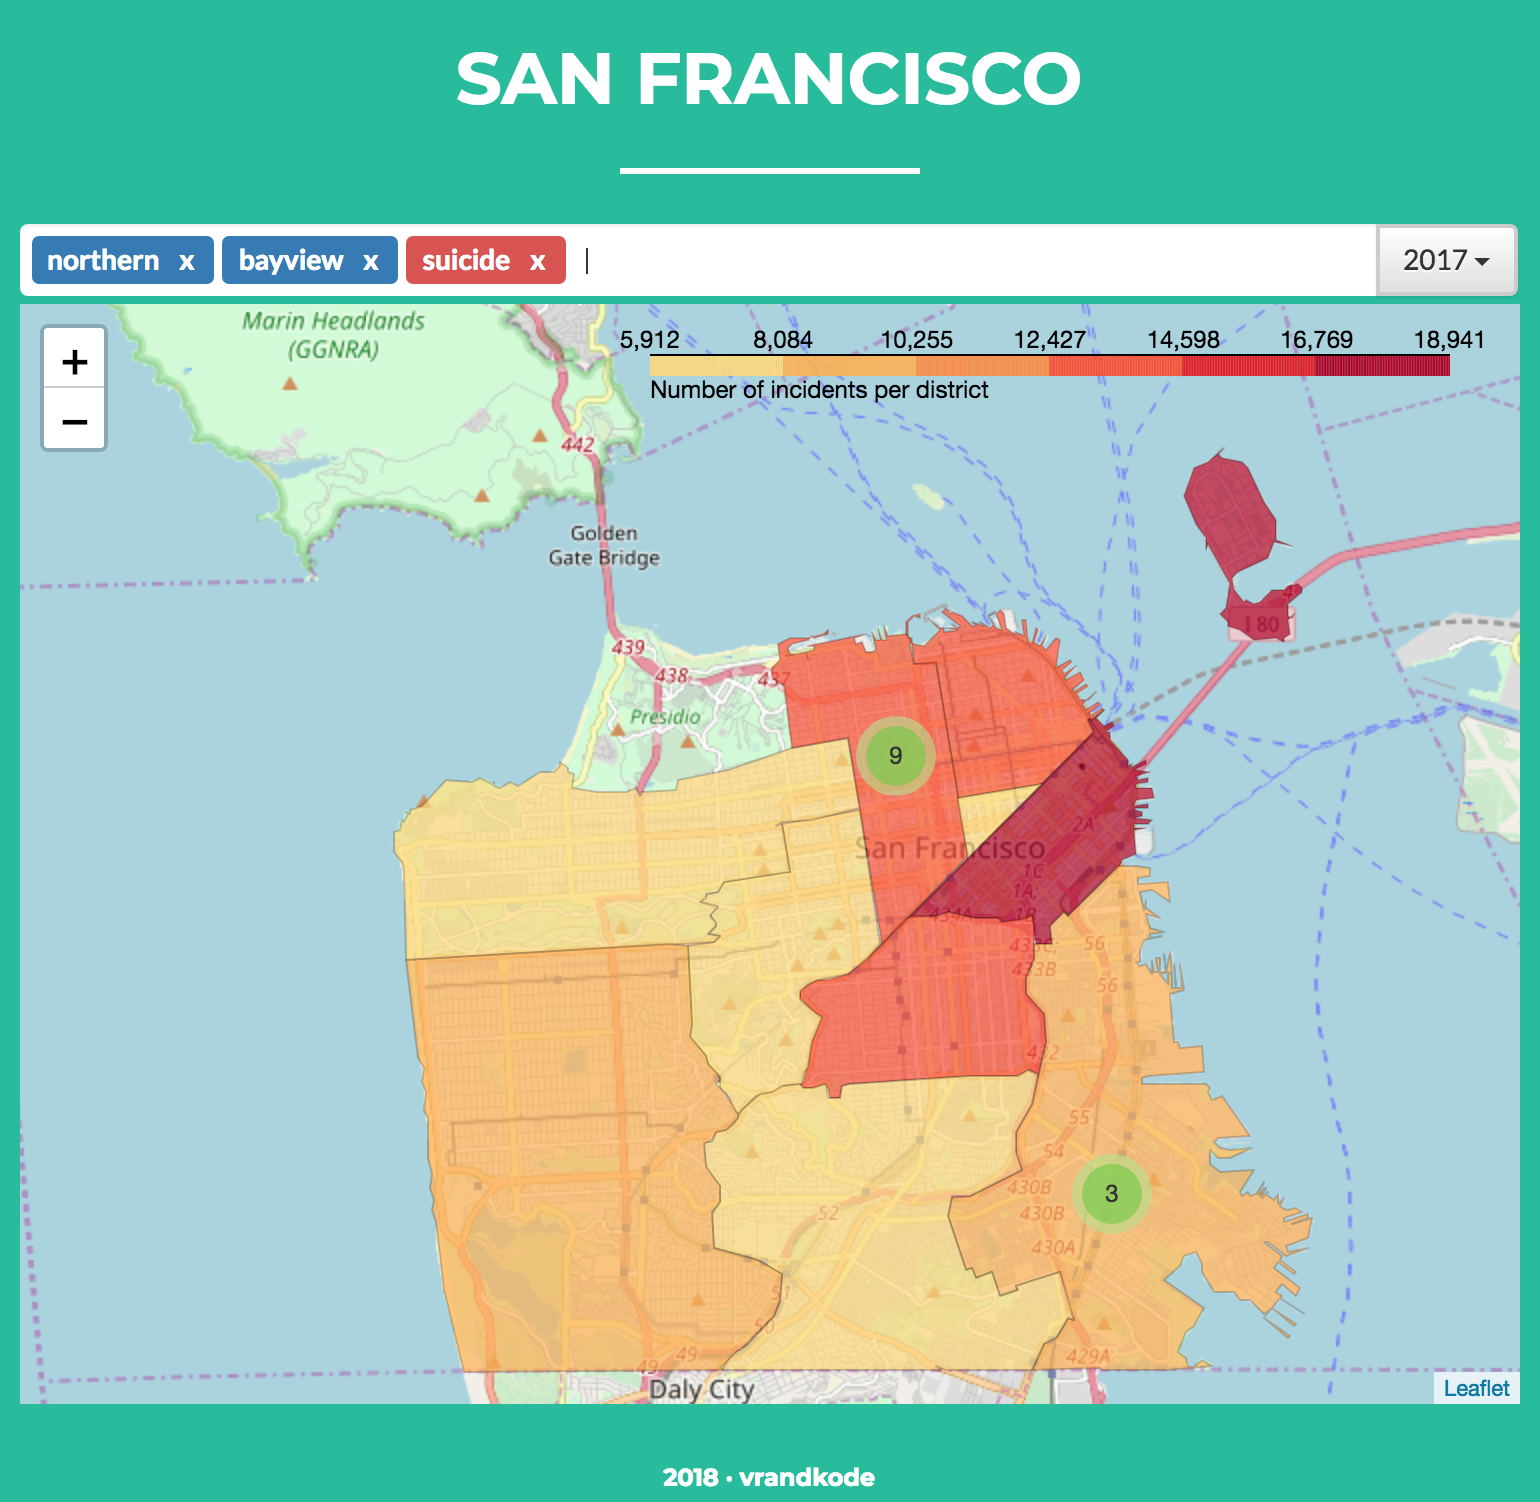 SAN FRANCISCO
northern x bayview x suicide x
2017
+
−
5,912 8,084 10,255 12,427 14,598 16,769 18,941
Number of incidents per district
Marin Headlands
(GGNRA)
442
Golden
Gate Bridge
I 80
439
438
437
Presidio
9
2A
San Francisco
1C
1A;
1B
434A
433C;
433B
56
56
432
55
54
3
430B
430B
52
430A
51
50
49
49
429A
Daly City
Leaflet
2018 · vrandkode